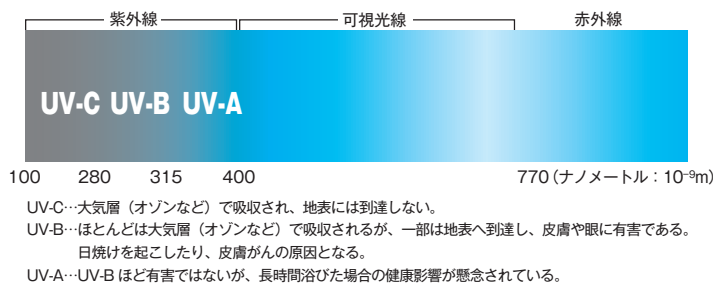 紫外線 可視光線 赤外線
UV-C UV-B UV-A
100 280 315 400 770（ナノメートル：10⁻⁹m）
UV-C…大気層（オゾンなど）で吸収され、地表には到達しない。
UV-B…ほとんどは大気層（オゾンなど）で吸収されるが、一部は地表へ到達し、皮膚や眼に有害である。
日焼けを起こしたり、皮膚がんの原因となる。
UV-A…UV-B ほど有害ではないが、長時間浴びた場合の健康影響が懸念されている。